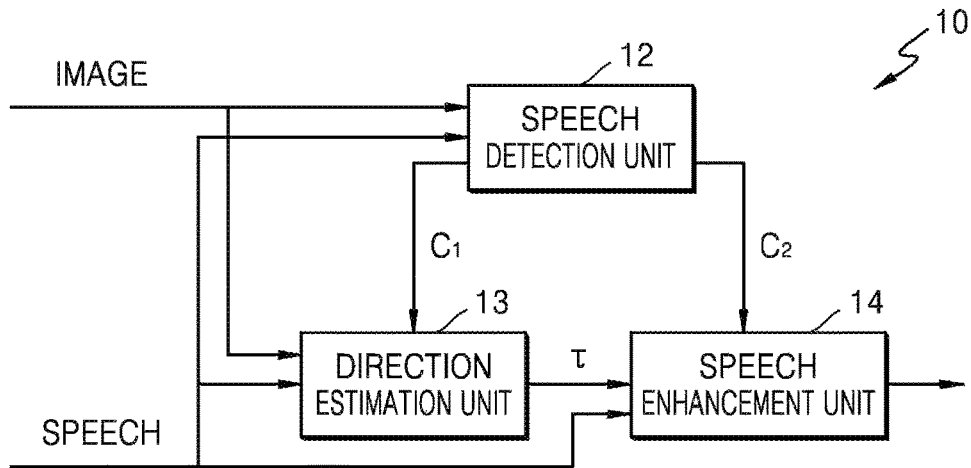 10
12
IMAGE
SPEECH
DETECTION UNIT
C1
C2
13
14
DIRECTION
ESTIMATION UNIT
τ
SPEECH
ENHANCEMENT UNIT
SPEECH